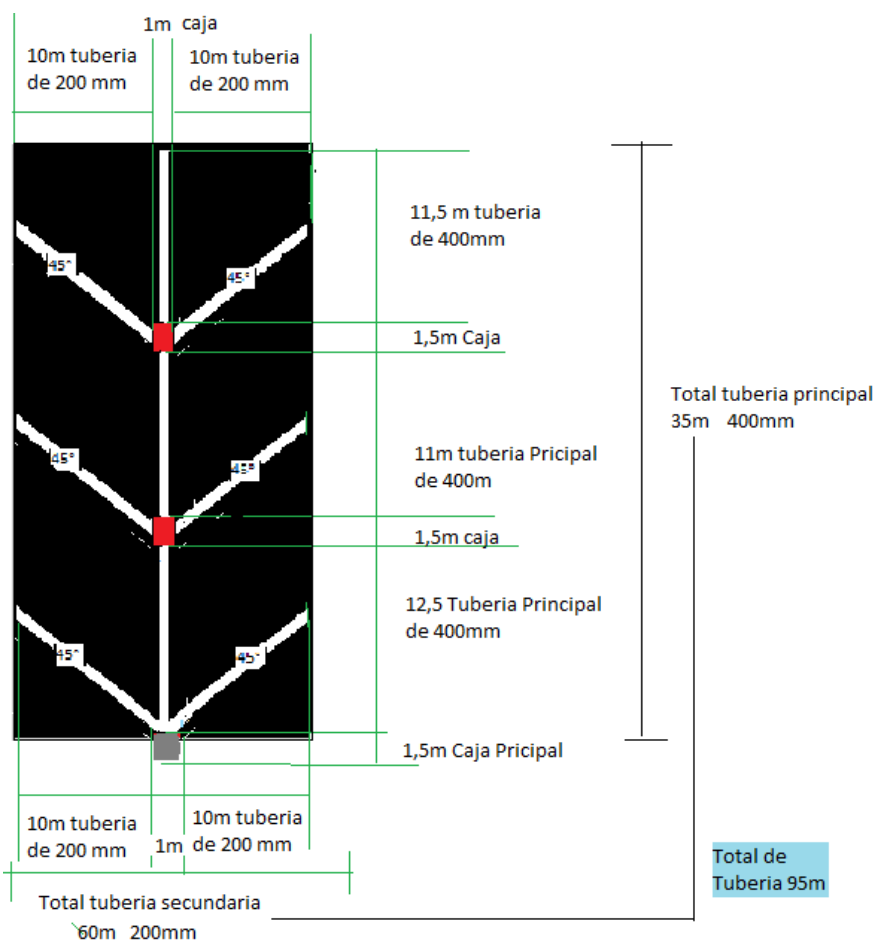 1m caja
10m tuberia
de 200 mm
10m tuberia
de 200 mm
11,5 m tuberia
de 400mm
45°
45°
1,5m Caja
Total tuberia principal
35m 400mm
11m tuberia Pricipal
de 400m
45°
45°
1,5m caja
12,5 Tuberia Principal
de 400mm
45°
45°
1,5m Caja Pricipal
10m tuberia
de 200 mm
1m
10m tuberia
de 200 mm
Total de
Tuberia 95m
Total tuberia secundaria
60m 200mm